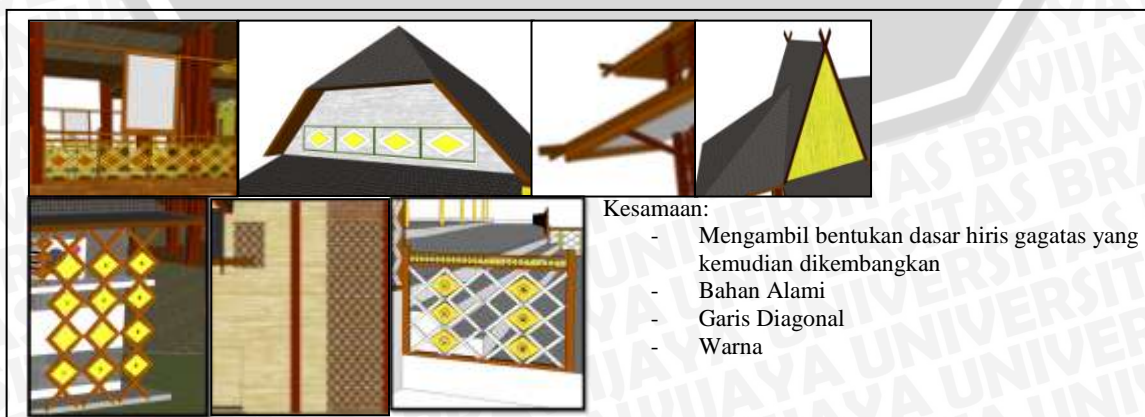 Kesamaan:
- Mengambil bentukan dasar hiris gagatas yang
kemudian dikembangkan
- Bahan Alami
- Garis Diagonal
- Warna